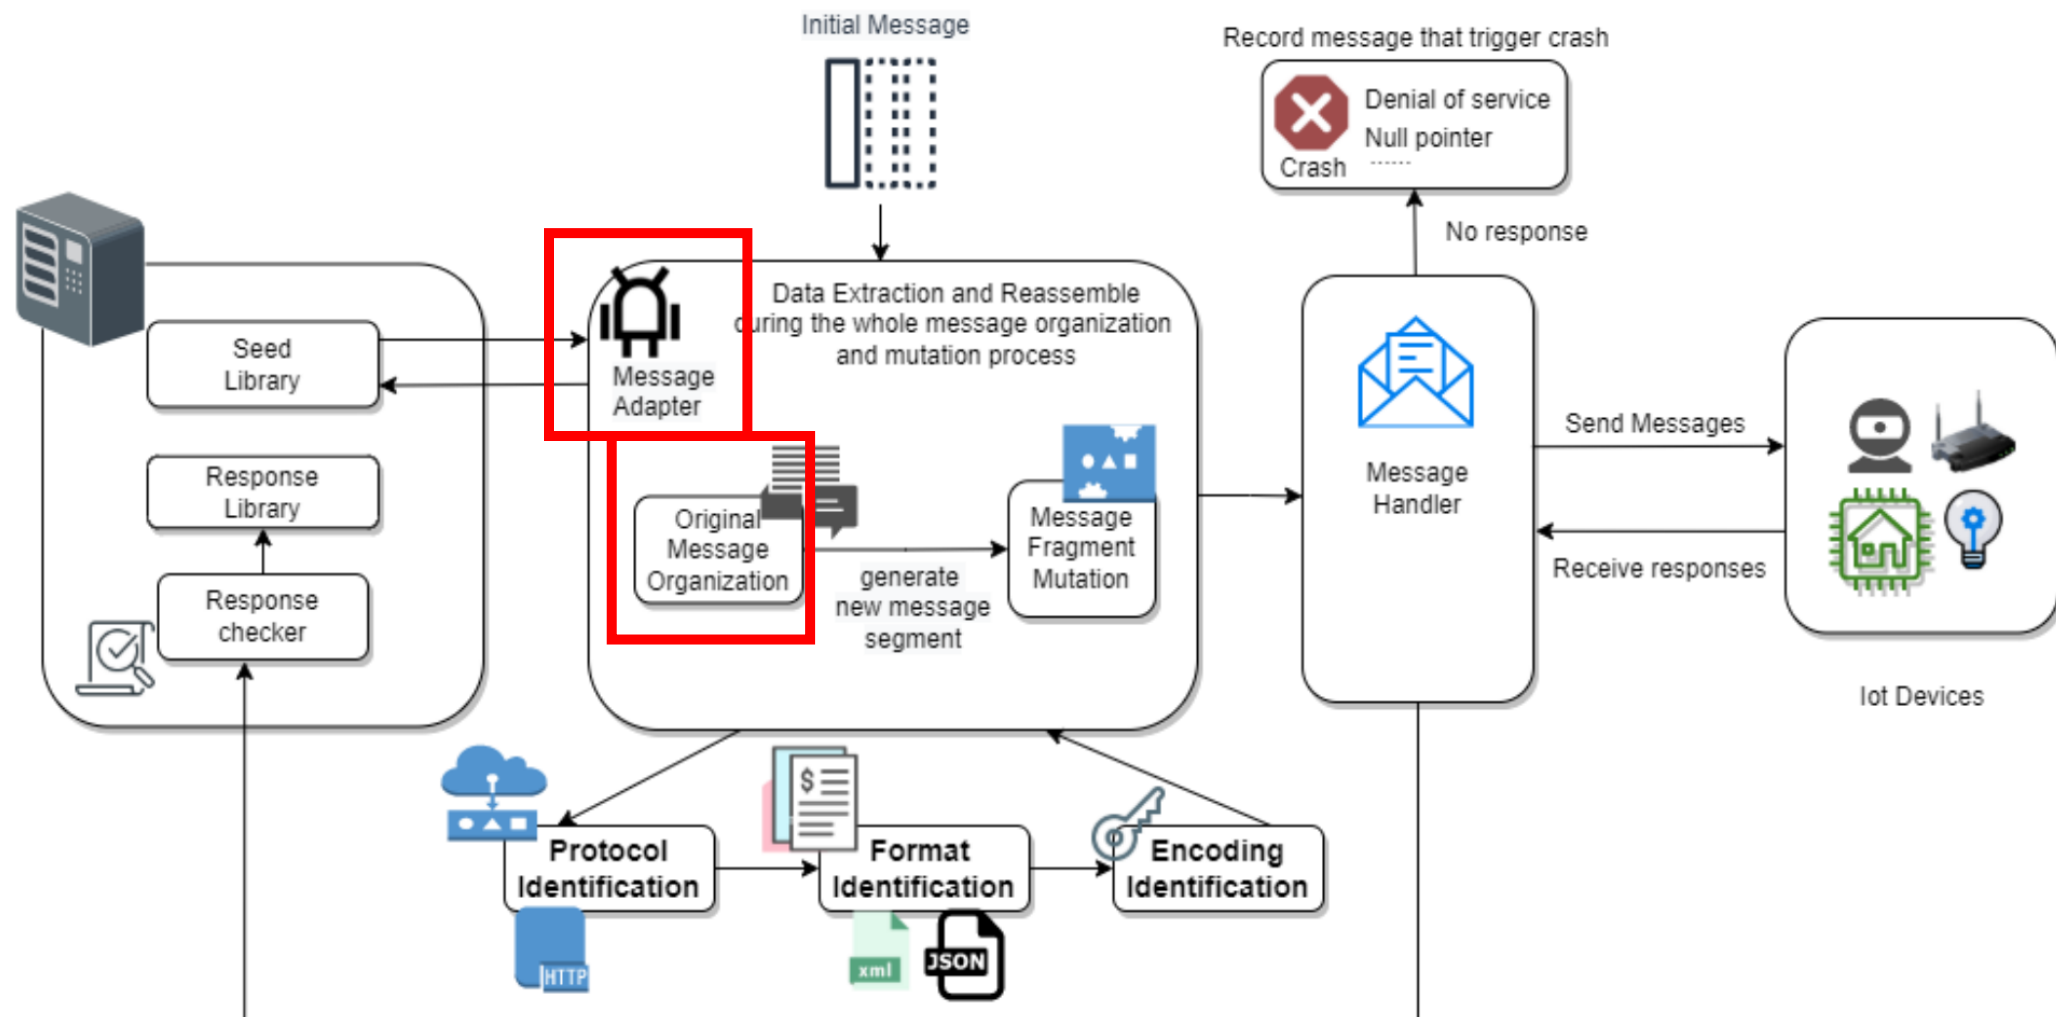 Initial Message
Record message that trigger crash
Denial of service
Null pointer
......
Crash
No response
Data Extraction and Reassemble
during the whole message organization
and mutation process
Message
Adapter
Seed
Library
Response
Library
Response
checker
Original
Message
Organization
generate
new message
segment
Message
Fragment
Mutation
Message
Handler
Send Messages
Receive responses
Iot Devices
Protocol
Identification
HTTP
Format
Identification
$
xml
JSON
Encoding
Identification